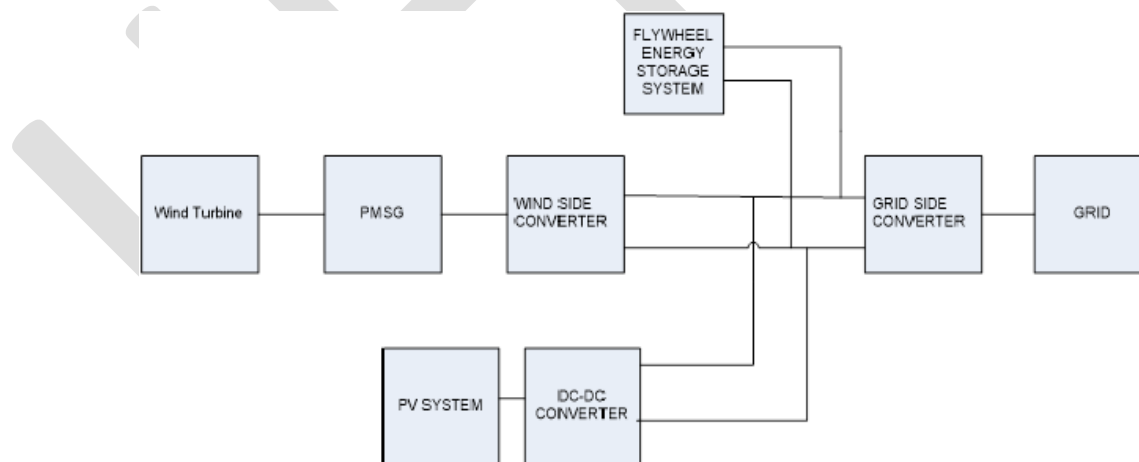 FLYWHEEL
ENERGY
STORAGE
SYSTEM
Wind Turbine
PMSG
WIND SIDE
CONVERTER
GRID SIDE
CONVERTER
GRID
PV SYSTEM
DC-DC
CONVERTER